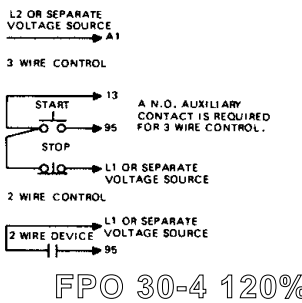 L2 OR SEPARATE
VOLTAGE SOURCE
A1
3 WIRE CONTROL
13
START
A N.O. AUXILIARY
CONTACT IS REQUIRED
FOR 3 WIRE CONTROL.
95
STOP
L1 OR SEPARATE
VOLTAGE SOURCE
2 WIRE CONTROL
L1 OR SEPARATE
VOLTAGE SOURCE
2 WIRE DEVICE
95
FPO 30-4 120%